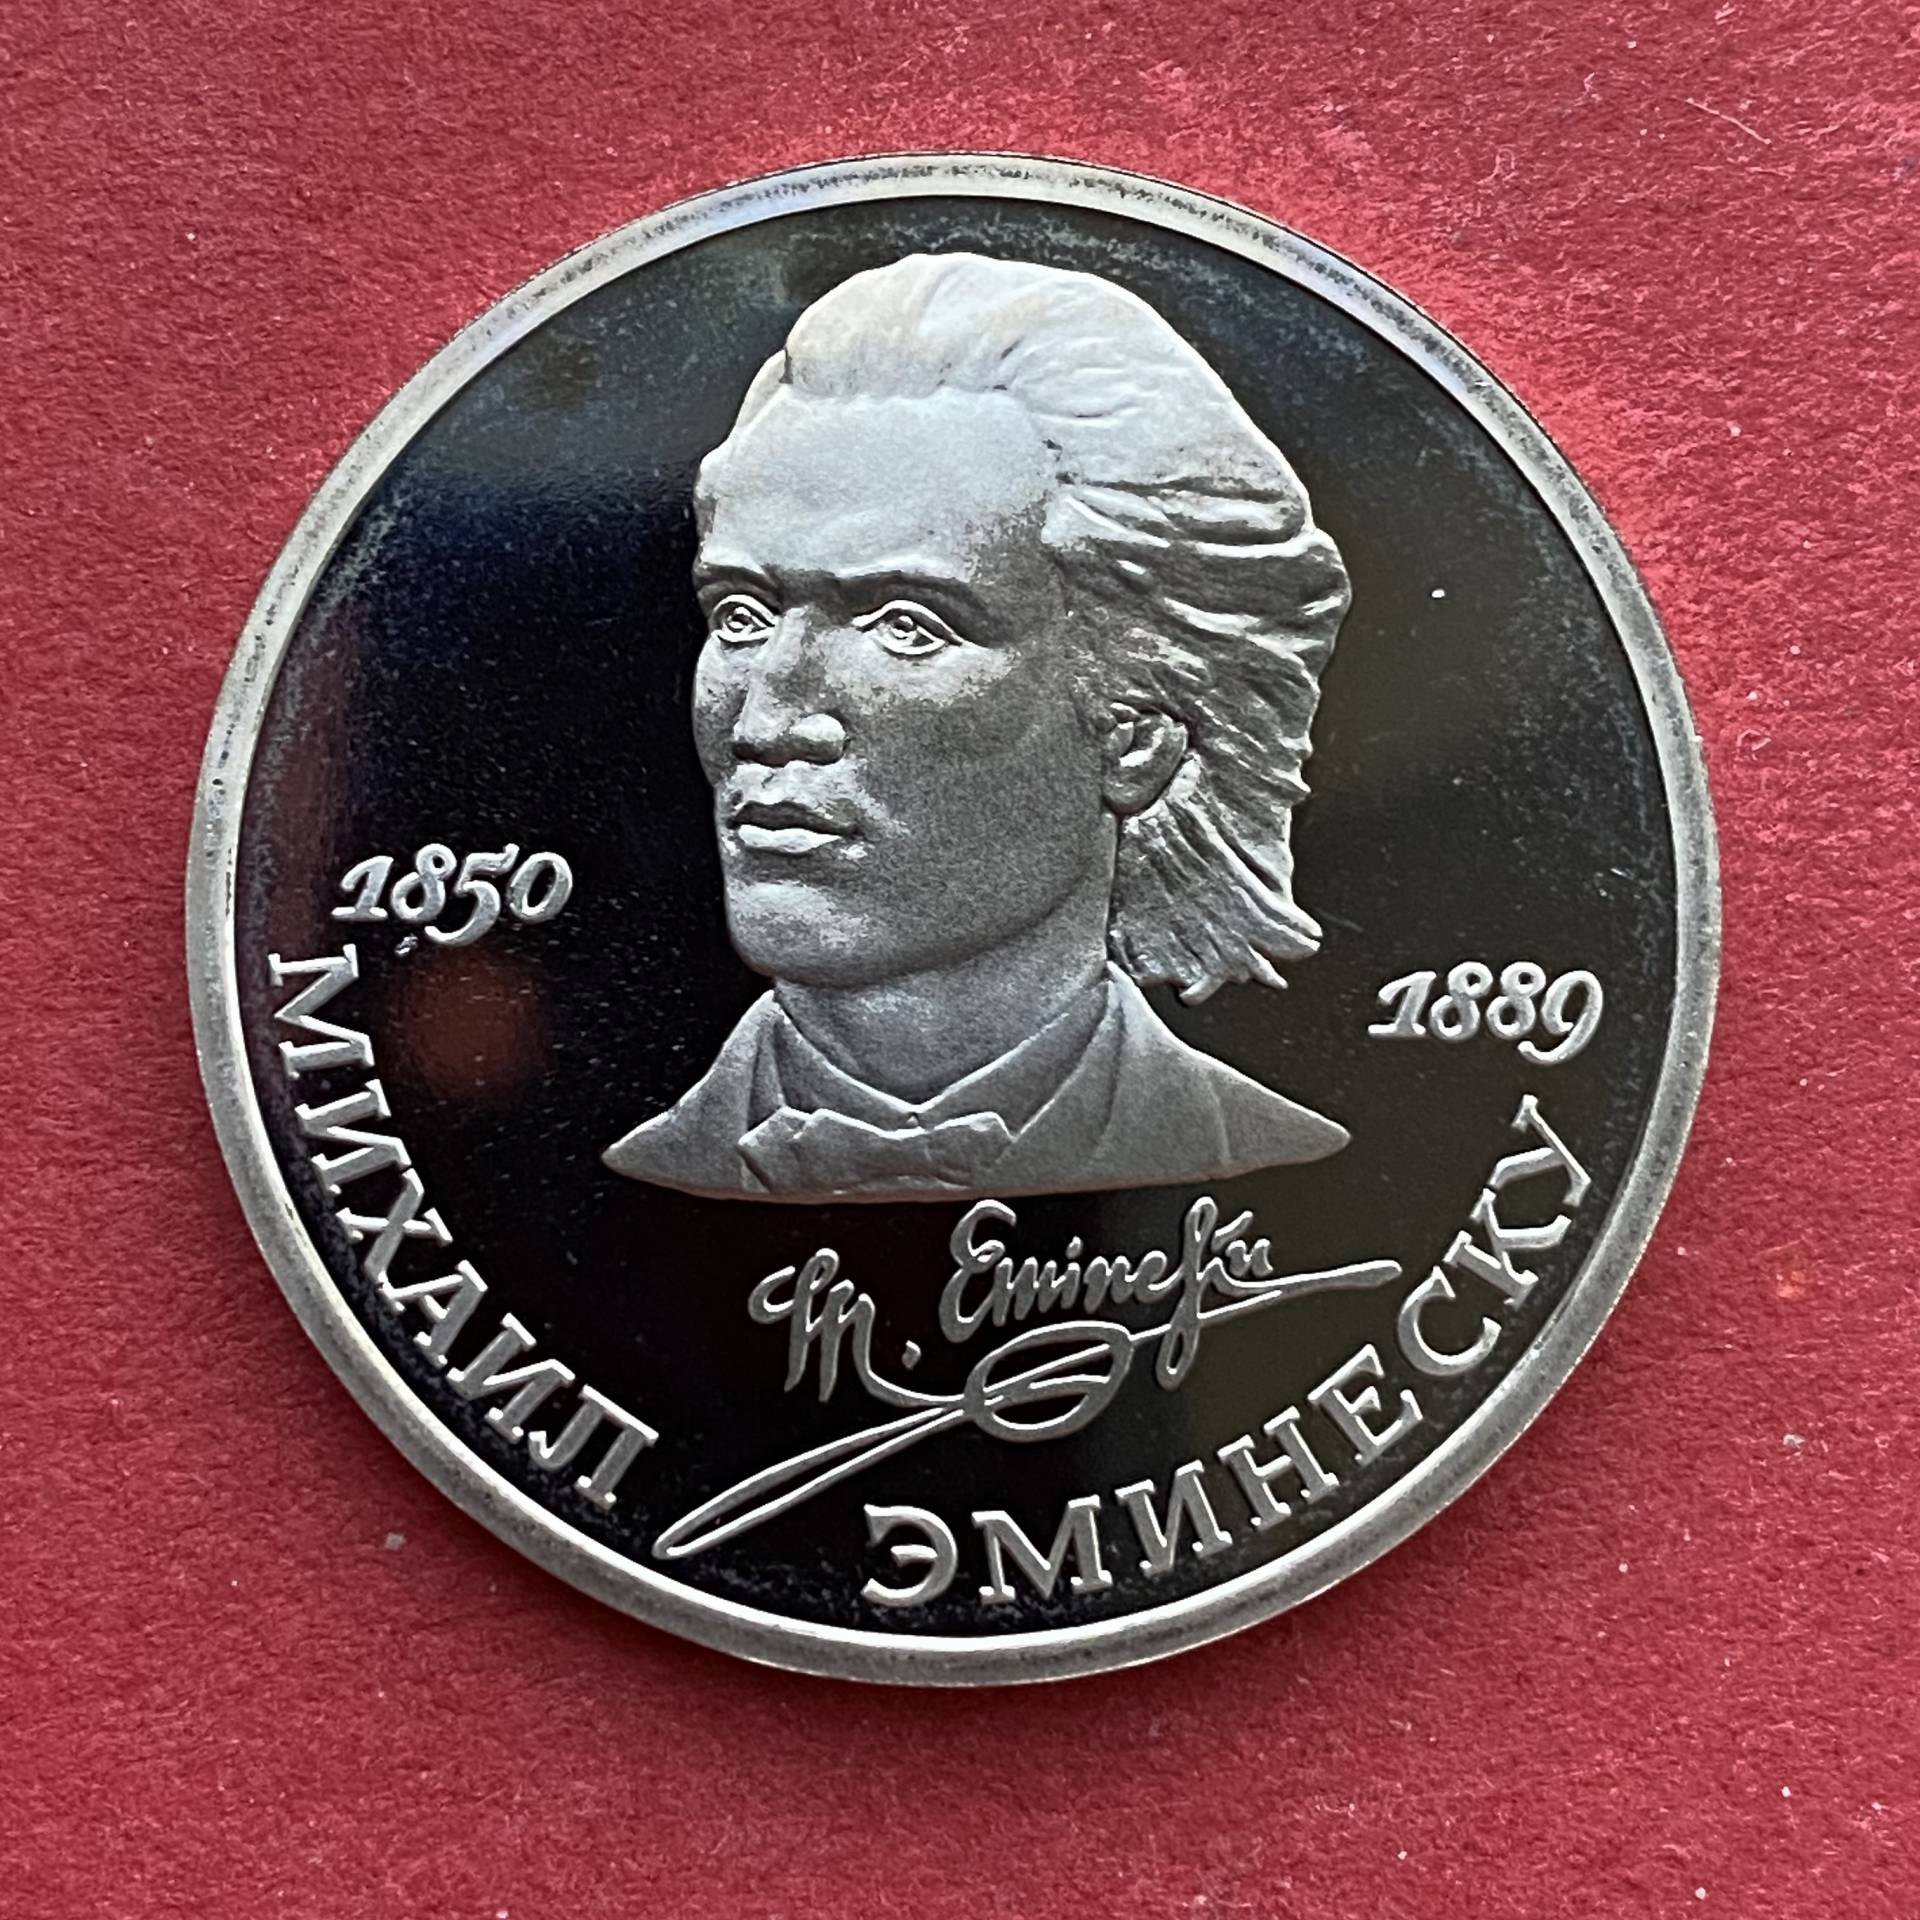 1850
1889
M. Eminescu
МИХАИЛ ЭМИНЕСКУ